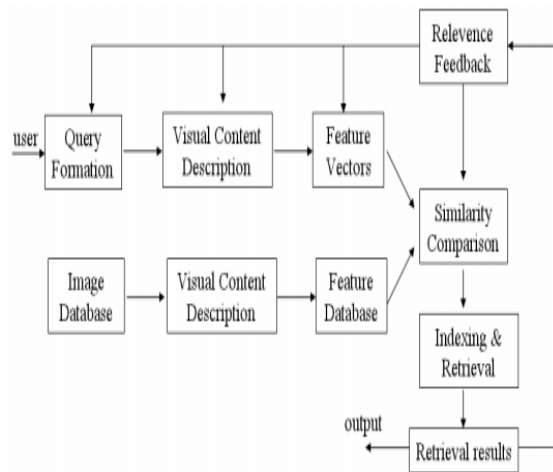 Relevence
Feedback
user
Query
Formation
Visual Content
Description
Feature
Vectors
Similarity
Comparison
Image
Database
Visual Content
Description
Feature
Database
Indexing &
Retrieval
output
Retrieval results